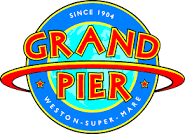 SINCE 1904
GRAND
PIER
WESTON-SUPER-MARE